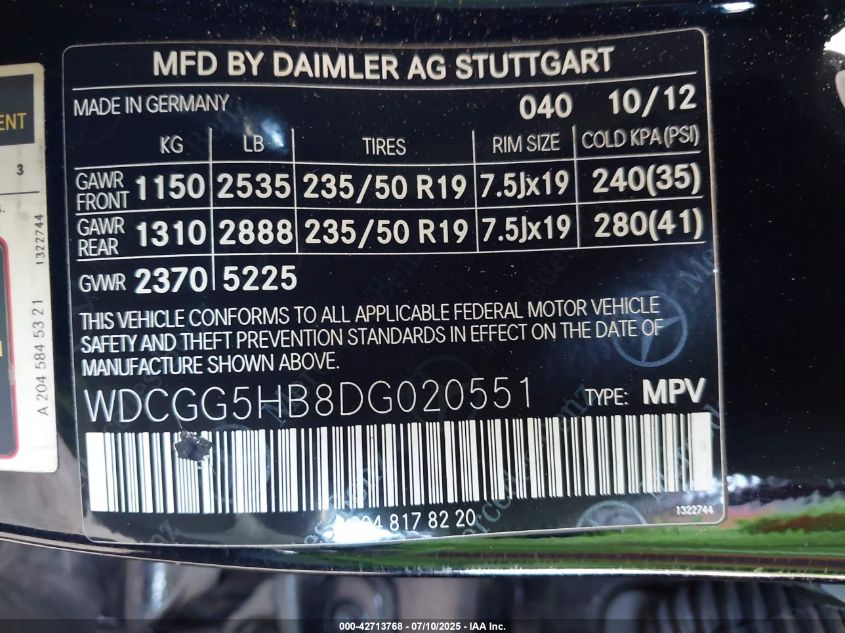 MFD BY DAIMLER AG STUTTGART
MADE IN GERMANY 040 10/12
KG LB TIRES RIM SIZE COLD KPA (PSI)
GAWR FRONT 1150 2535 235/50 R19 7.5Jx19 240(35)
GAWR REAR 1310 2888 235/50 R19 7.5Jx19 280(41)
GVWR 2370 5225
THIS VEHICLE CONFORMS TO ALL APPLICABLE FEDERAL MOTOR VEHICLE
SAFETY AND THEFT PREVENTION STANDARDS IN EFFECT ON THE DATE OF
MANUFACTURE SHOWN ABOVE.
WDCGG5HB8DG020551 TYPE: MPV
817 82 20
1322744
3
1322744
A 204 584 53 21
000-42713768 - 07/10/2025 - IAA Inc.